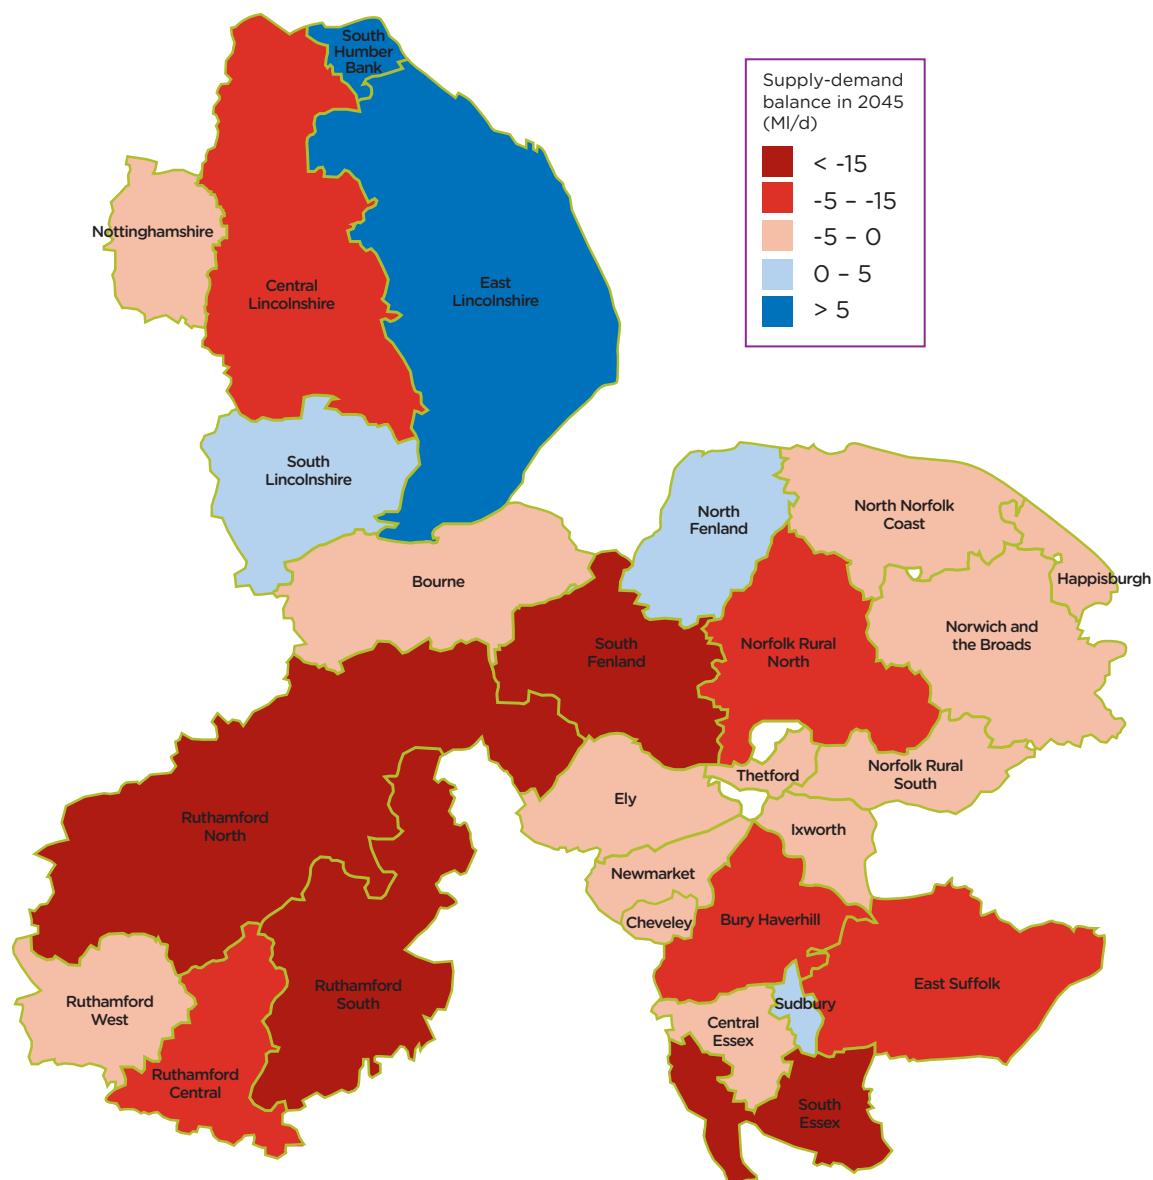 South
Humber
Bank
Supply-demand
balance in 2045
(Ml/d)
< -15
-5 – -15
-5 – 0
0 – 5
> 5
Nottinghamshire
Central
Lincolnshire
East
Lincolnshire
South
Lincolnshire
North
Fenland
North Norfolk
Coast
Happisburgh
Bourne
Norwich and
the Broads
South
Fenland
Norfolk Rural
North
Thetford
Norfolk Rural
South
Ely
Ixworth
Ruthamford
North
Newmarket
Cheveley
Bury Haverhill
East Suffolk
Ruthamford
South
Ruthamford
West
Sudbury
Central
Essex
Ruthamford
Central
South
Essex